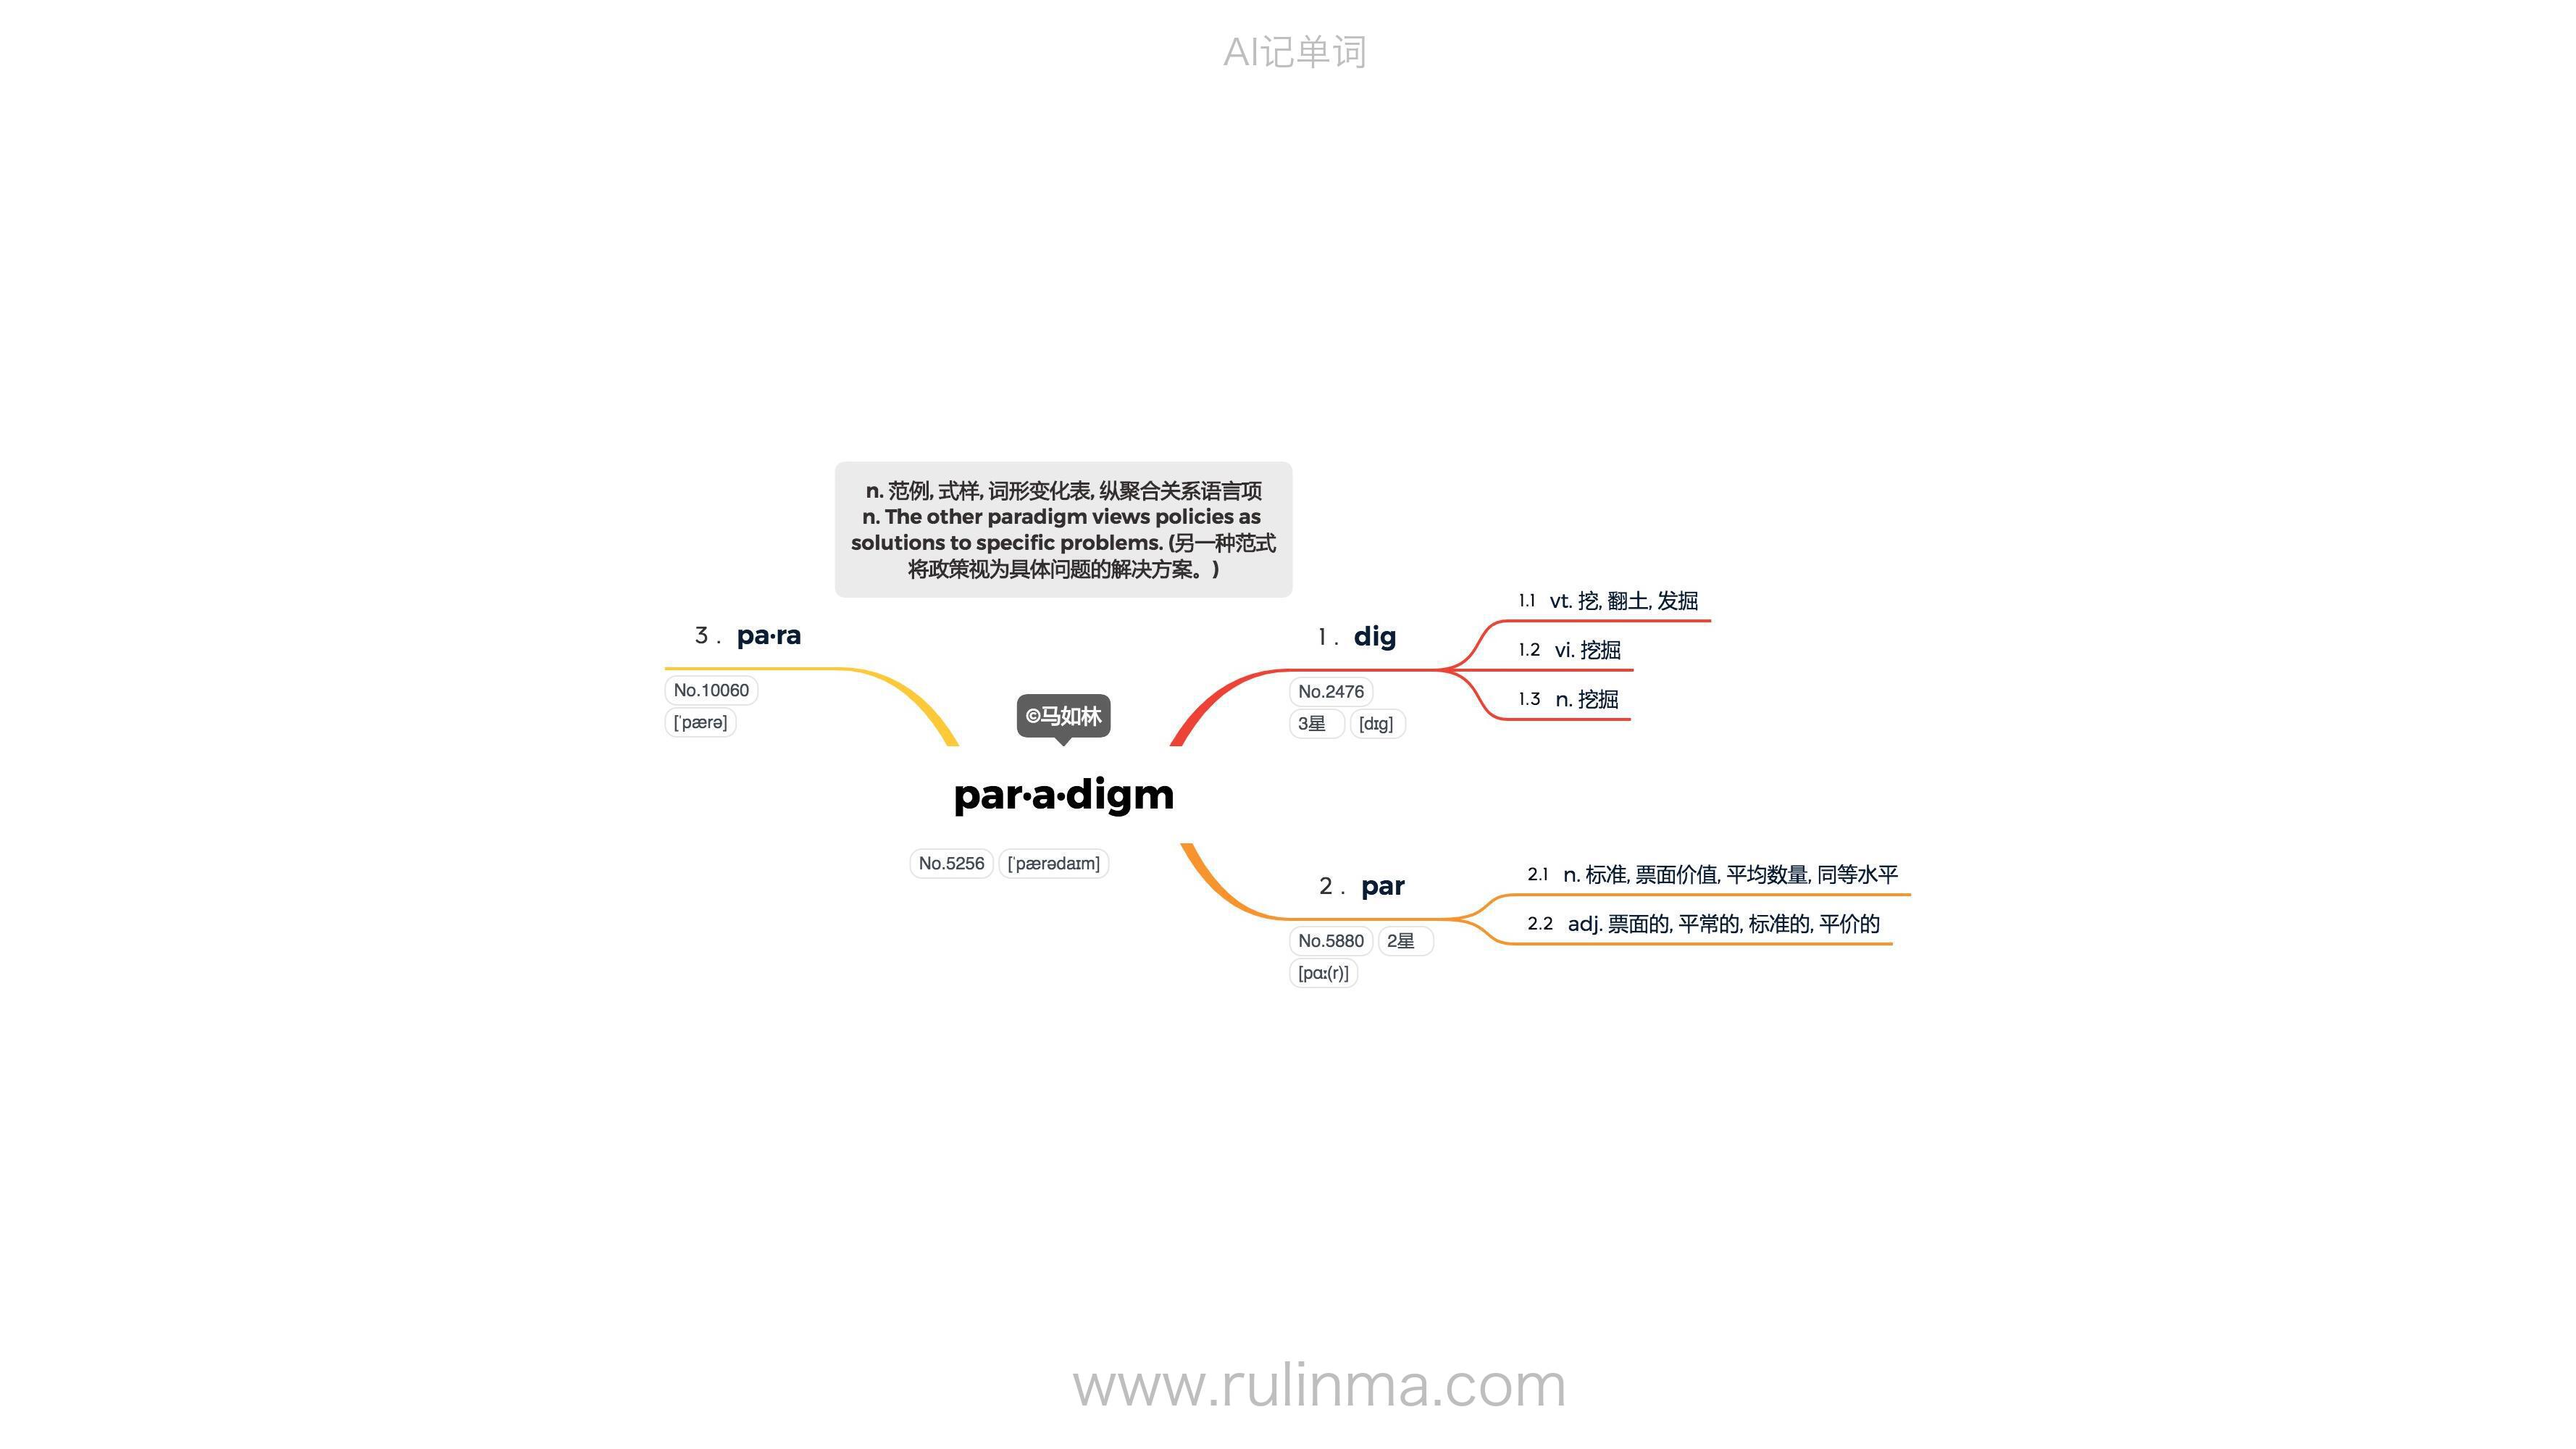 AI记单词
n. 范例, 式样, 词形变化表, 纵聚合关系语言项
n. The other paradigm views policies as
solutions to specific problems. (另一种范式
将政策视为具体问题的解决方案。)
3 . pa·ra
No.10060
[ˈpærə]
©马如林
par·a·digm
No.5256 [ˈpærədaɪm]
1 . dig
No.2476
3星 [dɪg]
1.1 vt. 挖, 翻土, 发掘
1.2 vi. 挖掘
1.3 n. 挖掘
2 . par
No.5880 2星
[pɑː(r)]
2.1 n. 标准, 票面价值, 平均数量, 同等水平
2.2 adj. 票面的, 平常的, 标准的, 平价的
www.rulinma.com